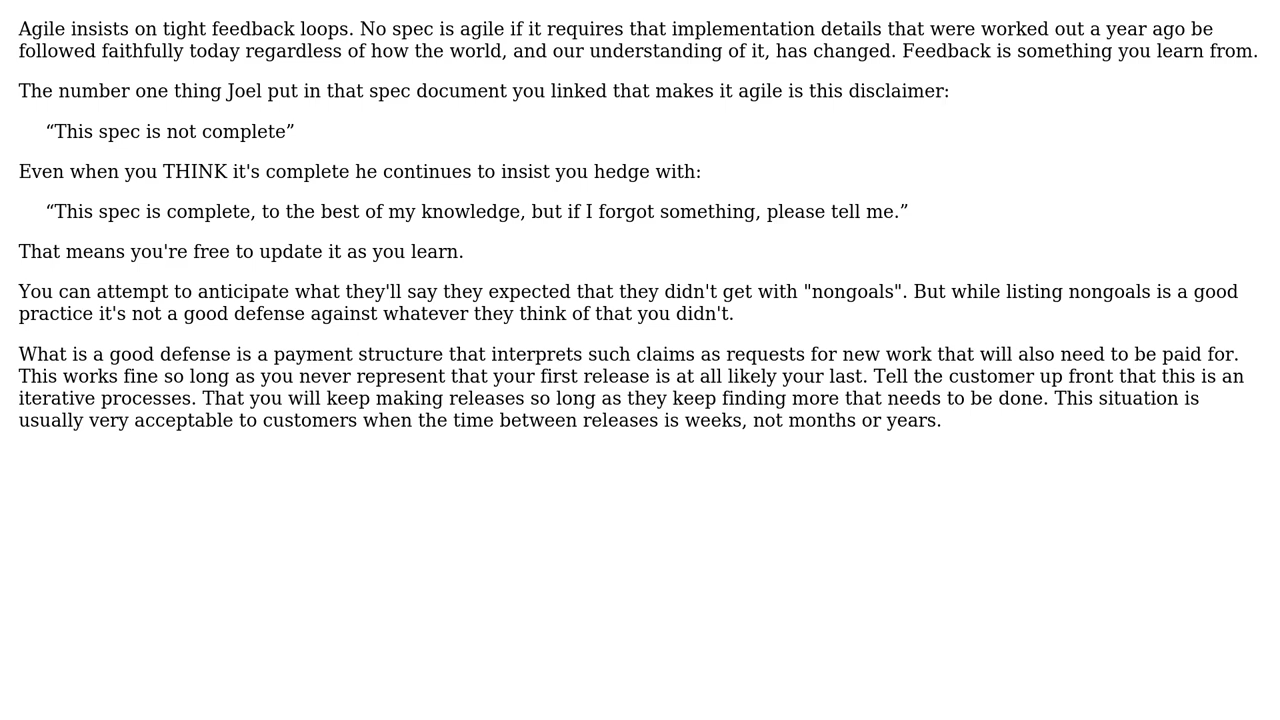 Agile insists on tight feedback loops. No spec is agile if it requires that implementation details that were worked out a year ago be
followed faithfully today regardless of how the world, and our understanding of it, has changed. Feedback is something you learn from.
The number one thing Joel put in that spec document you linked that makes it agile is this disclaimer:
“This spec is not complete”
Even when you THINK it's complete he continues to insist you hedge with:
“This spec is complete, to the best of my knowledge, but if I forgot something, please tell me.”
That means you're free to update it as you learn.
You can attempt to anticipate what they'll say they expected that they didn't get with "nongoals". But while listing nongoals is a good
practice it's not a good defense against whatever they think of that you didn't.
What is a good defense is a payment structure that interprets such claims as requests for new work that will also need to be paid for.
This works fine so long as you never represent that your first release is at all likely your last. Tell the customer up front that this is an
iterative processes. That you will keep making releases so long as they keep finding more that needs to be done. This situation is
usually very acceptable to customers when the time between releases is weeks, not months or years.